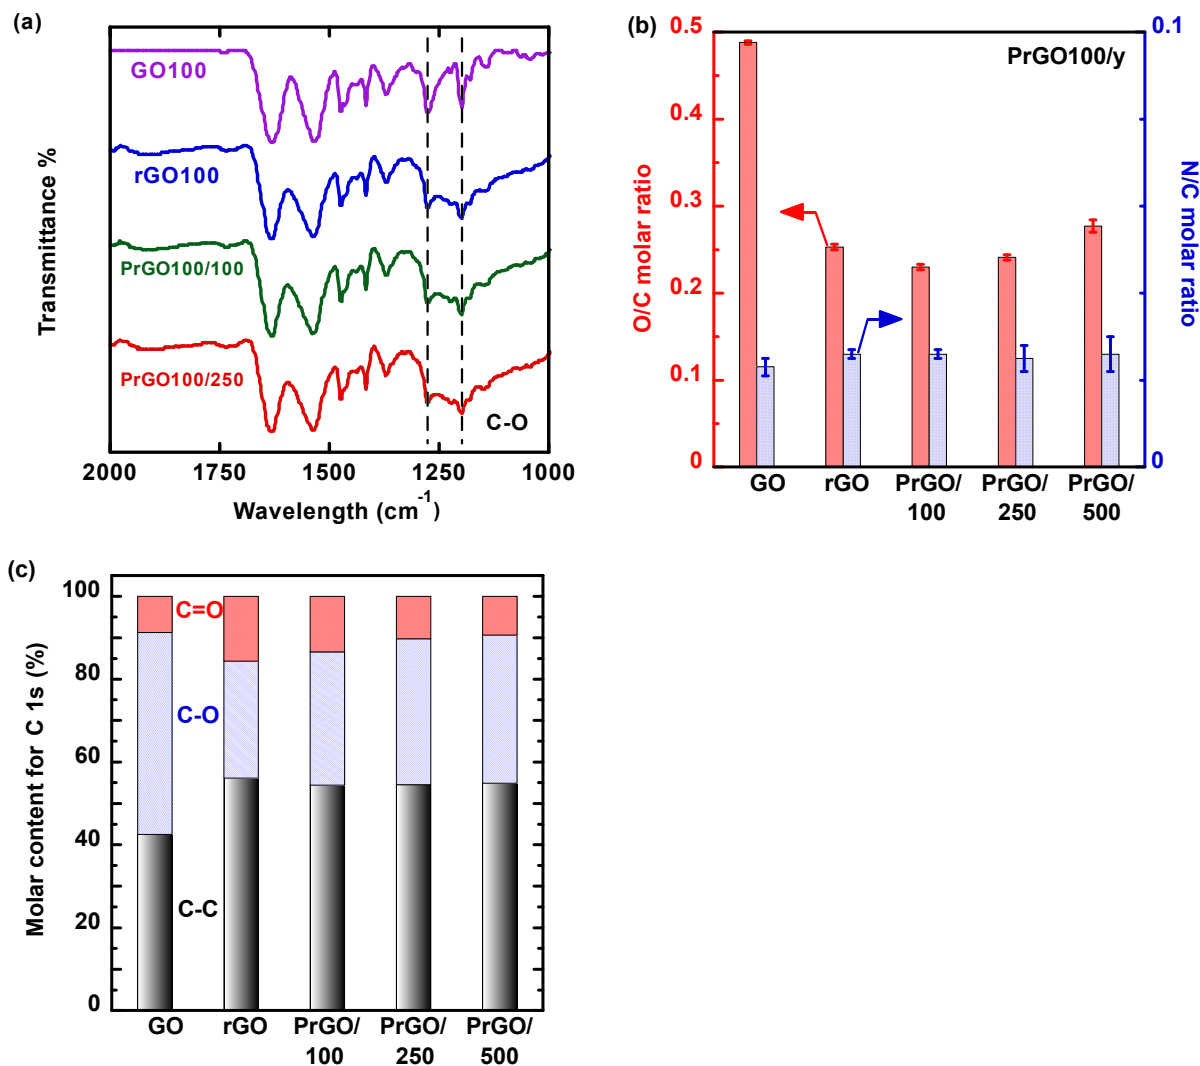 (a)
GO100
rGO100
PrGO100/100
PrGO100/250
C-O
Transmittance %
2000
1750
1500
1250
1000
Wavelength (cm-1)
(b)
PrGO100/y
0.5
0.4
0.3
0.2
0.1
0
O/C molar ratio
0.1
0
N/C molar ratio
GO
rGO
PrGO/
100
PrGO/
250
PrGO/
500
(c)
100
80
60
40
20
0
Molar content for C 1s (%)
C=O
C-O
C-C
GO
rGO
PrGO/
100
PrGO/
250
PrGO/
500